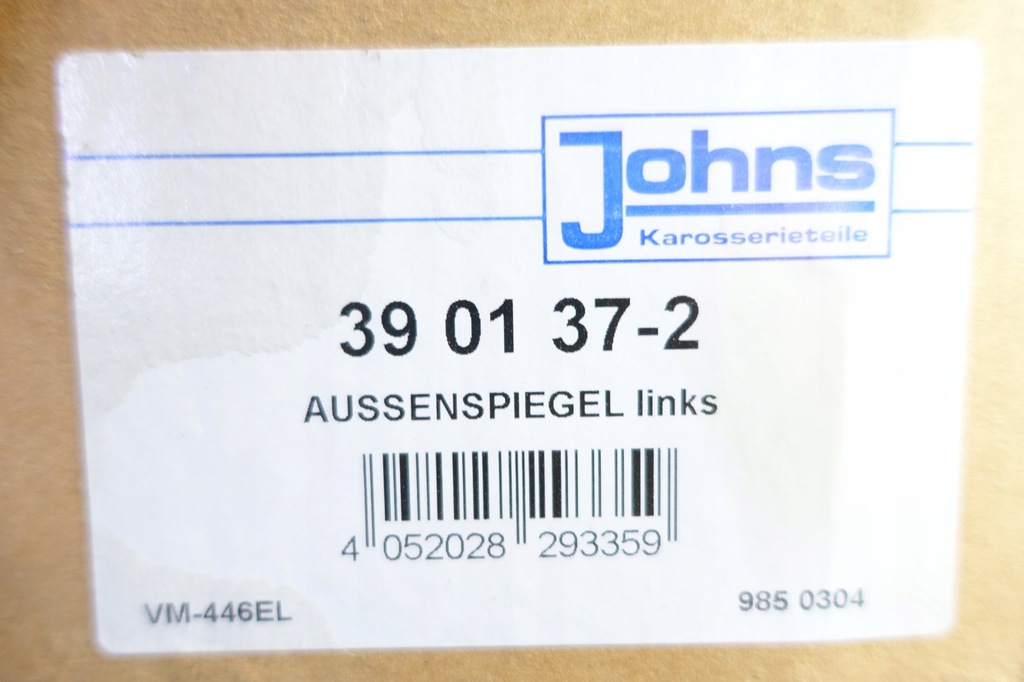 Johns
Karosserieteile
39 01 37-2
AUSSENSPIEGEL links
4 052028 293359
VM-446EL 985 0304